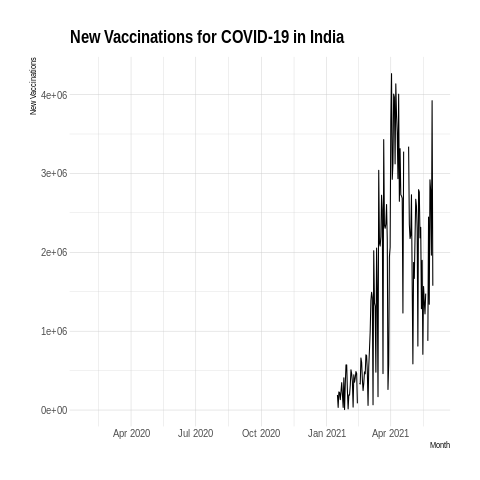 New Vaccinations for COVID-19 in India
New Vaccinations
4e+06
3e+06
2e+06
1e+06
0e+00
Apr 2020 Jul 2020 Oct 2020 Jan 2021 Apr 2021
Month